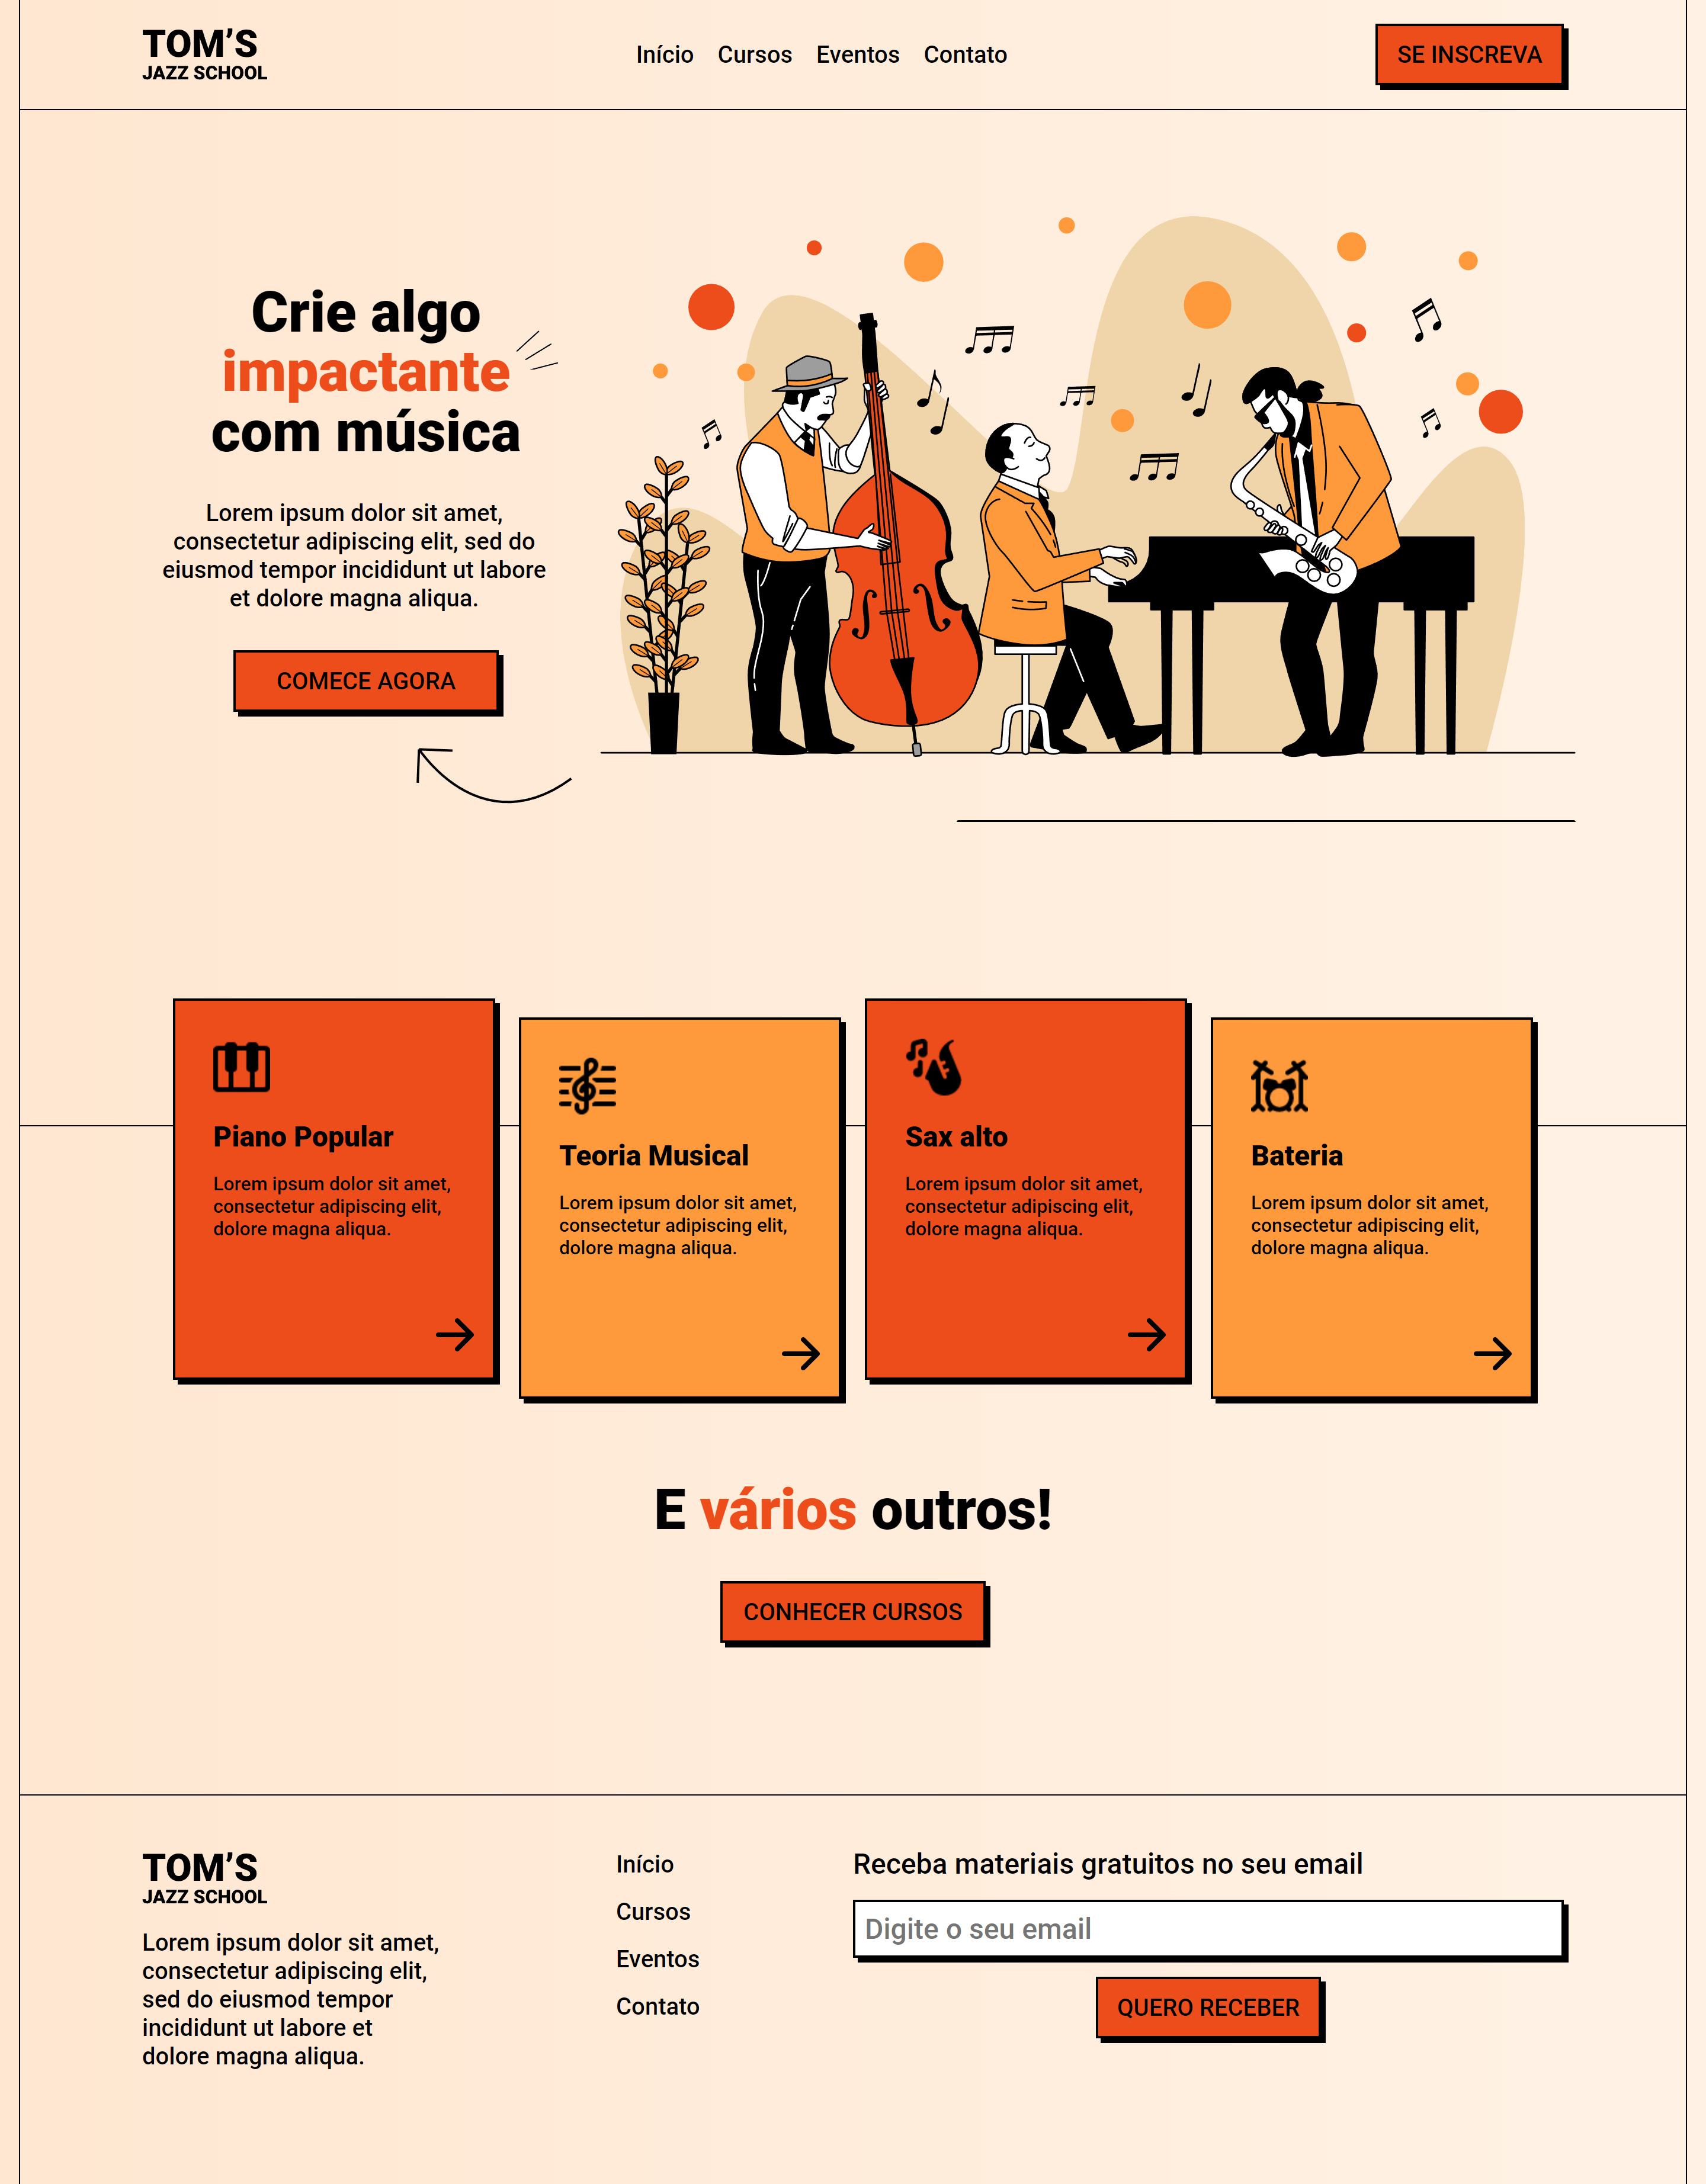 TOM’S
JAZZ SCHOOL
Início Cursos Eventos Contato
SE INSCREVA
Crie algo
impactante
com música
Lorem ipsum dolor sit amet,
consectetur adipiscing elit, sed do
eiusmod tempor incididunt ut labore
et dolore magna aliqua.
COMECE AGORA
Piano Popular
Lorem ipsum dolor sit amet,
consectetur adipiscing elit,
dolore magna aliqua.
Teoria Musical
Lorem ipsum dolor sit amet,
consectetur adipiscing elit,
dolore magna aliqua.
Sax alto
Lorem ipsum dolor sit amet,
consectetur adipiscing elit,
dolore magna aliqua.
Bateria
Lorem ipsum dolor sit amet,
consectetur adipiscing elit,
dolore magna aliqua.
E vários outros!
CONHECER CURSOS
TOM’S
JAZZ SCHOOL
Lorem ipsum dolor sit amet,
consectetur adipiscing elit,
sed do eiusmod tempor
incididunt ut labore et
dolore magna aliqua.
Início
Cursos
Eventos
Contato
Receba materiais gratuitos no seu email
Digite o seu email
QUERO RECEBER